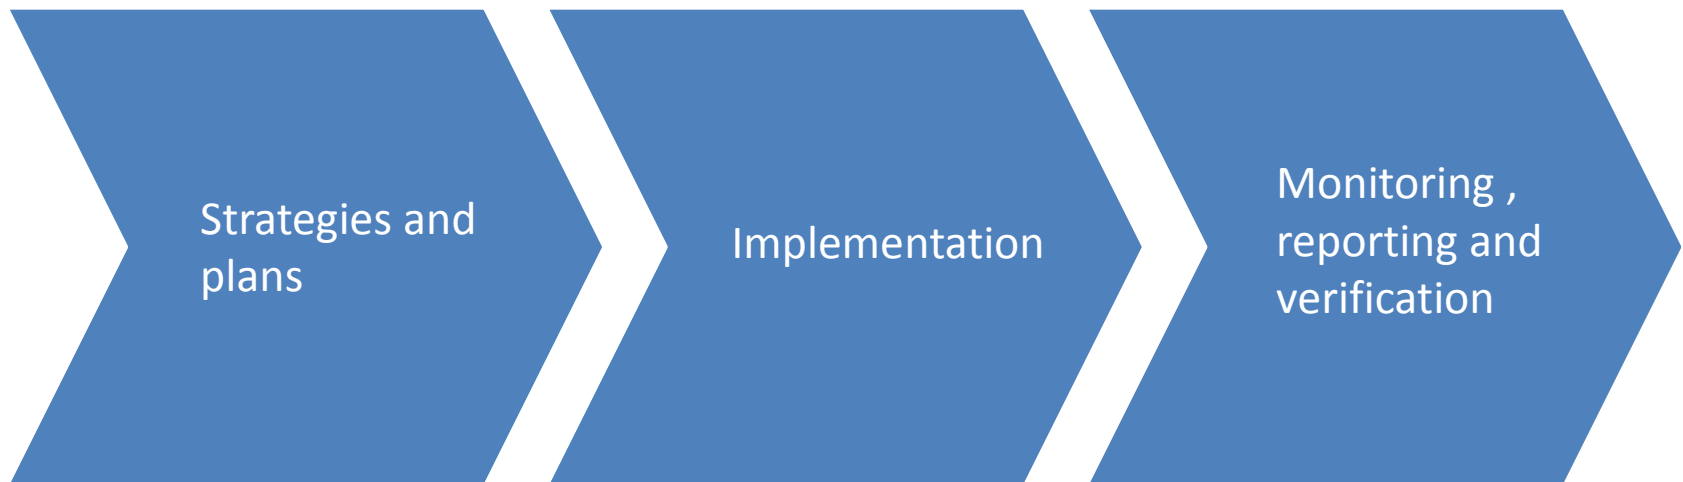 Strategies and
plans
Implementation
Monitoring ,
reporting and
verification